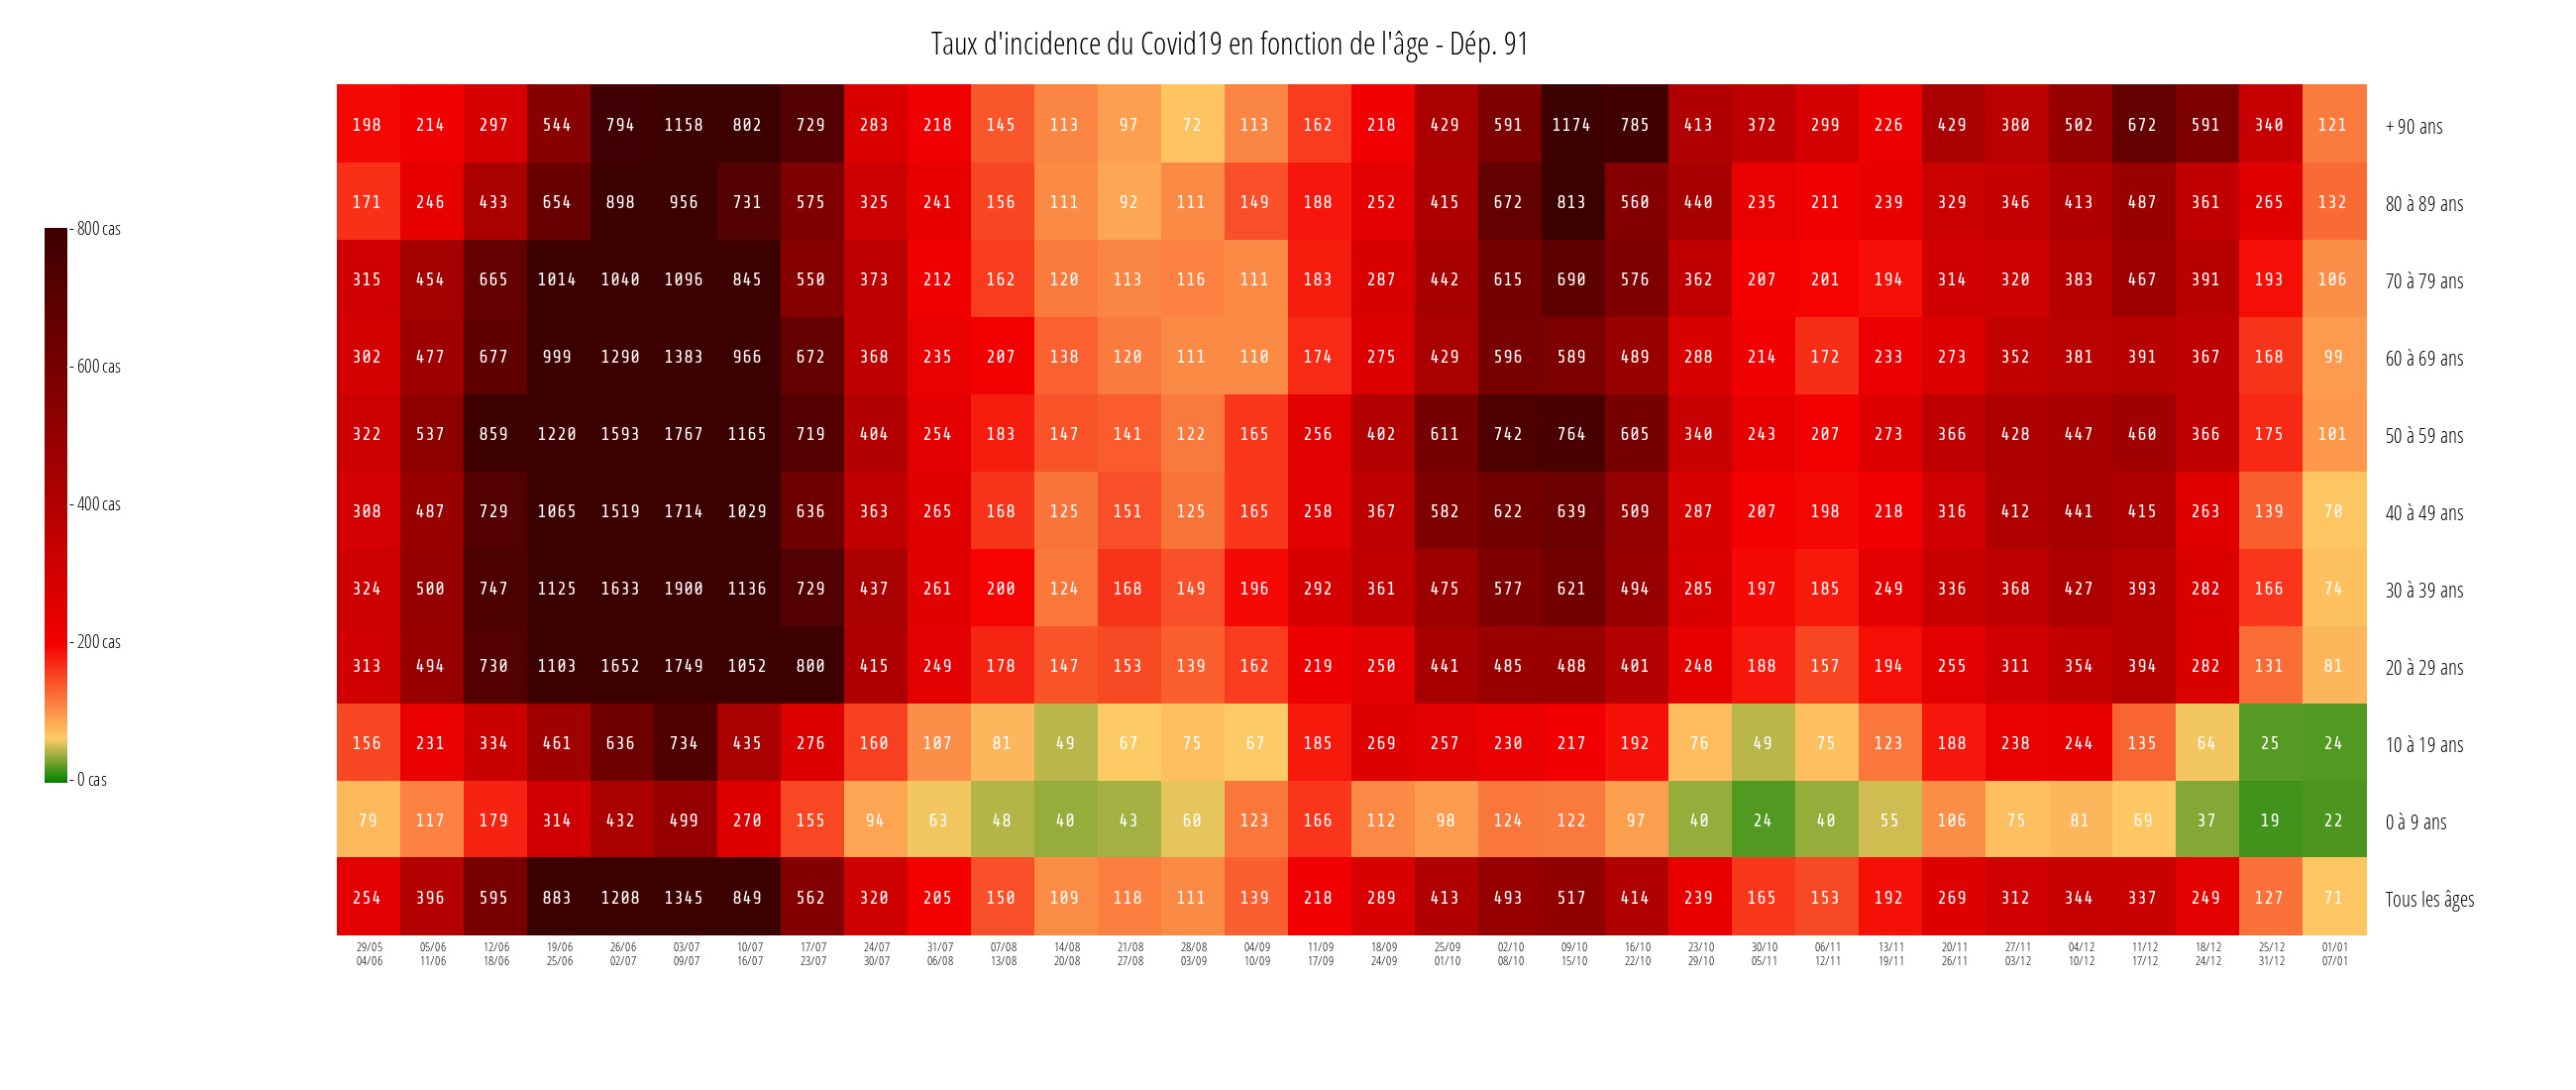 Taux d'incidence du Covid19 en fonction de l'âge - Dép. 91
- 800 cas
- 600 cas
- 400 cas
- 200 cas
- 0 cas
198 214 297 544 794 1158 802 729 283 218 145 113 97 72 113 162 218 429 591 1174 785 413 372 299 226 429 380 502 672 591 340 121 + 90 ans
171 246 433 654 898 956 731 575 325 241 156 111 92 111 149 188 252 415 672 813 560 440 235 211 239 329 346 413 487 361 265 132 80 à 89 ans
315 454 665 1014 1040 1096 845 550 373 212 162 120 113 116 111 183 287 442 615 690 576 362 207 201 194 314 320 383 467 391 193 106 70 à 79 ans
302 477 677 999 1290 1383 966 672 368 235 207 138 120 111 110 174 275 429 596 589 489 288 214 172 233 273 352 381 391 367 168 99 60 à 69 ans
322 537 859 1220 1593 1767 1165 719 404 254 183 147 141 122 165 256 402 611 742 764 605 340 243 207 273 366 428 447 460 366 175 101 50 à 59 ans
308 487 729 1065 1519 1714 1029 636 363 265 168 125 151 125 165 258 367 582 622 639 509 287 207 198 218 316 412 441 415 263 139 70 40 à 49 ans
324 500 747 1125 1633 1900 1136 729 437 261 200 124 168 149 196 292 361 475 577 621 494 285 197 185 249 336 368 427 393 282 166 74 30 à 39 ans
313 494 730 1103 1652 1749 1052 800 415 249 178 147 153 139 162 219 250 441 485 488 401 248 188 157 194 255 311 354 394 282 131 81 20 à 29 ans
156 231 334 461 636 734 435 276 160 107 81 49 67 75 67 185 269 257 230 217 192 76 49 75 123 188 238 244 135 64 25 24 10 à 19 ans
79 117 179 314 432 499 270 155 94 63 48 40 43 60 123 166 112 98 124 122 97 40 24 40 55 106 75 81 69 37 19 22 0 à 9 ans
254 396 595 883 1208 1345 849 562 320 205 150 109 118 111 139 218 289 413 493 517 414 239 165 153 192 269 312 344 337 249 127 71 Tous les âges
29/05 05/06 12/06 19/06 26/06 03/07 10/07 17/07 24/07 31/07 07/08 14/08 21/08 28/08 04/09 11/09 18/09 25/09 02/10 09/10 16/10 23/10 30/10 06/11 13/11 20/11 27/11 04/12 11/12 18/12 25/12 01/01
04/06 11/06 18/06 25/06 02/07 09/07 16/07 23/07 30/07 06/08 13/08 20/08 27/08 03/09 10/09 17/09 24/09 01/10 08/10 15/10 22/10 29/10 05/11 12/11 19/11 26/11 03/12 10/12 17/12 24/12 31/12 07/01